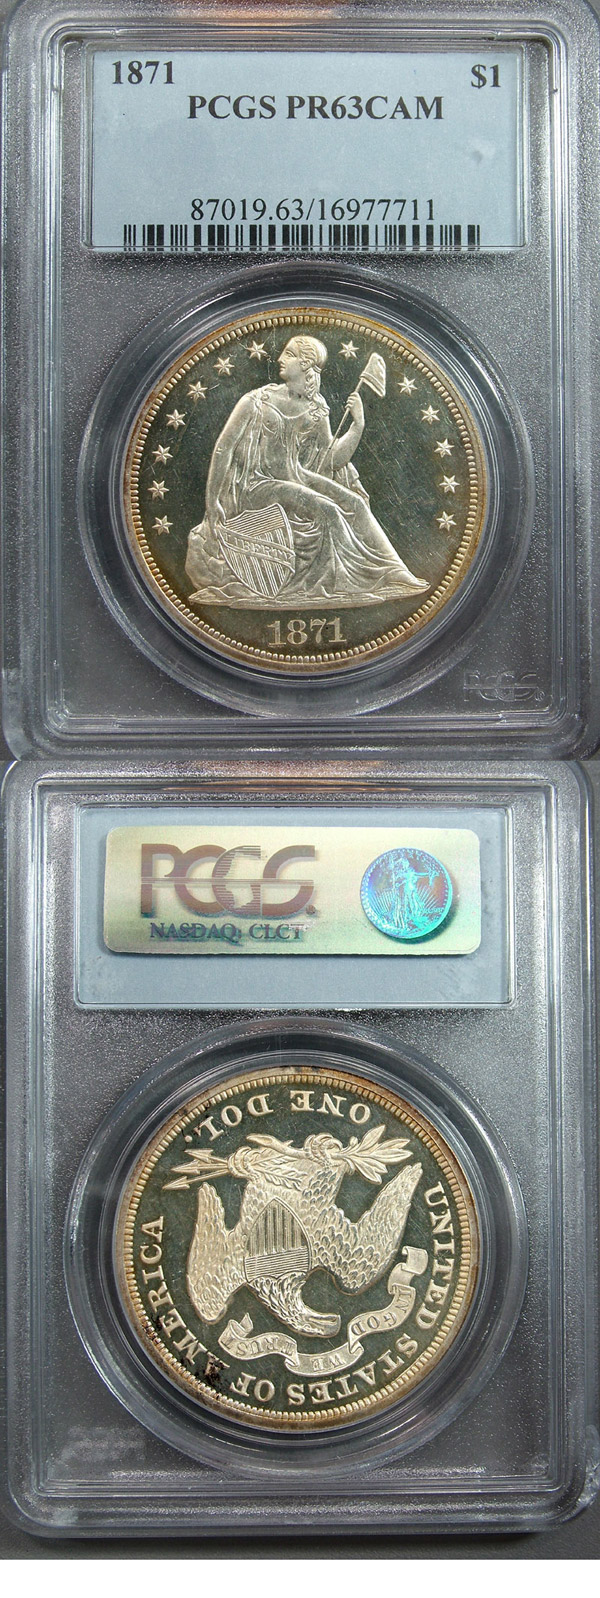 1871 $1
PCGS PR63CAM
87019.63/16977711
LIBERTY
1871
PCGS
PCGS
NASDAQ: CLCT
ONE DOL.
UNITED STATES OF AMERICA
IN GOD WE TRUST